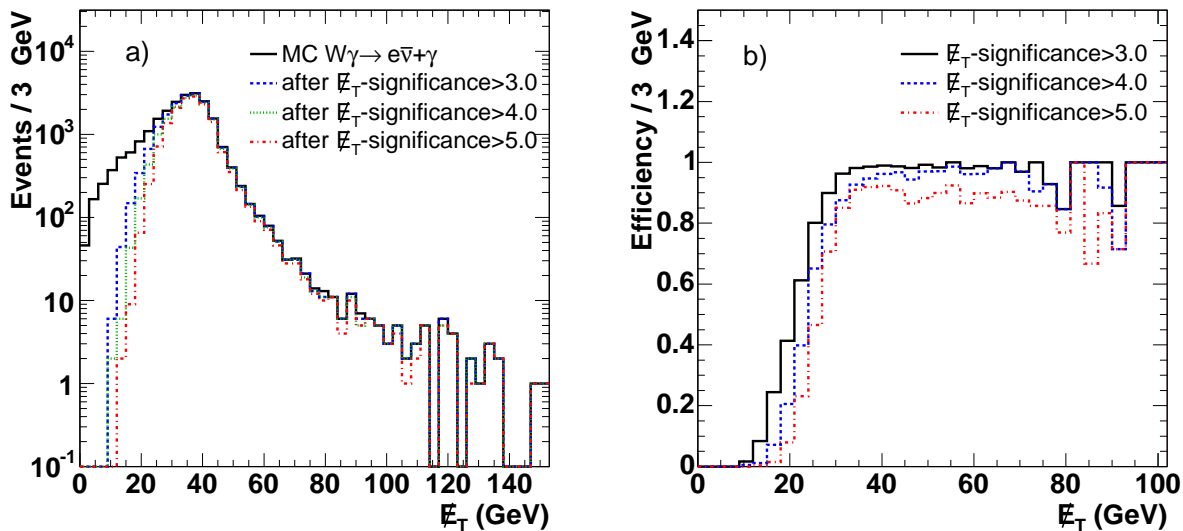 a)
MC Wγ→ eν̅+γ
after E̸T-significance>3.0
after E̸T-significance>4.0
after E̸T-significance>5.0
Events / 3 GeV
10⁴
10³
10²
10
1
10⁻¹
0 20 40 60 80 100 120 140
E̸T (GeV)
b)
E̸T-significance>3.0
E̸T-significance>4.0
E̸T-significance>5.0
Efficiency / 3 GeV
1.4
1.2
1
0.8
0.6
0.4
0.2
0
0 20 40 60 80 100
E̸T (GeV)